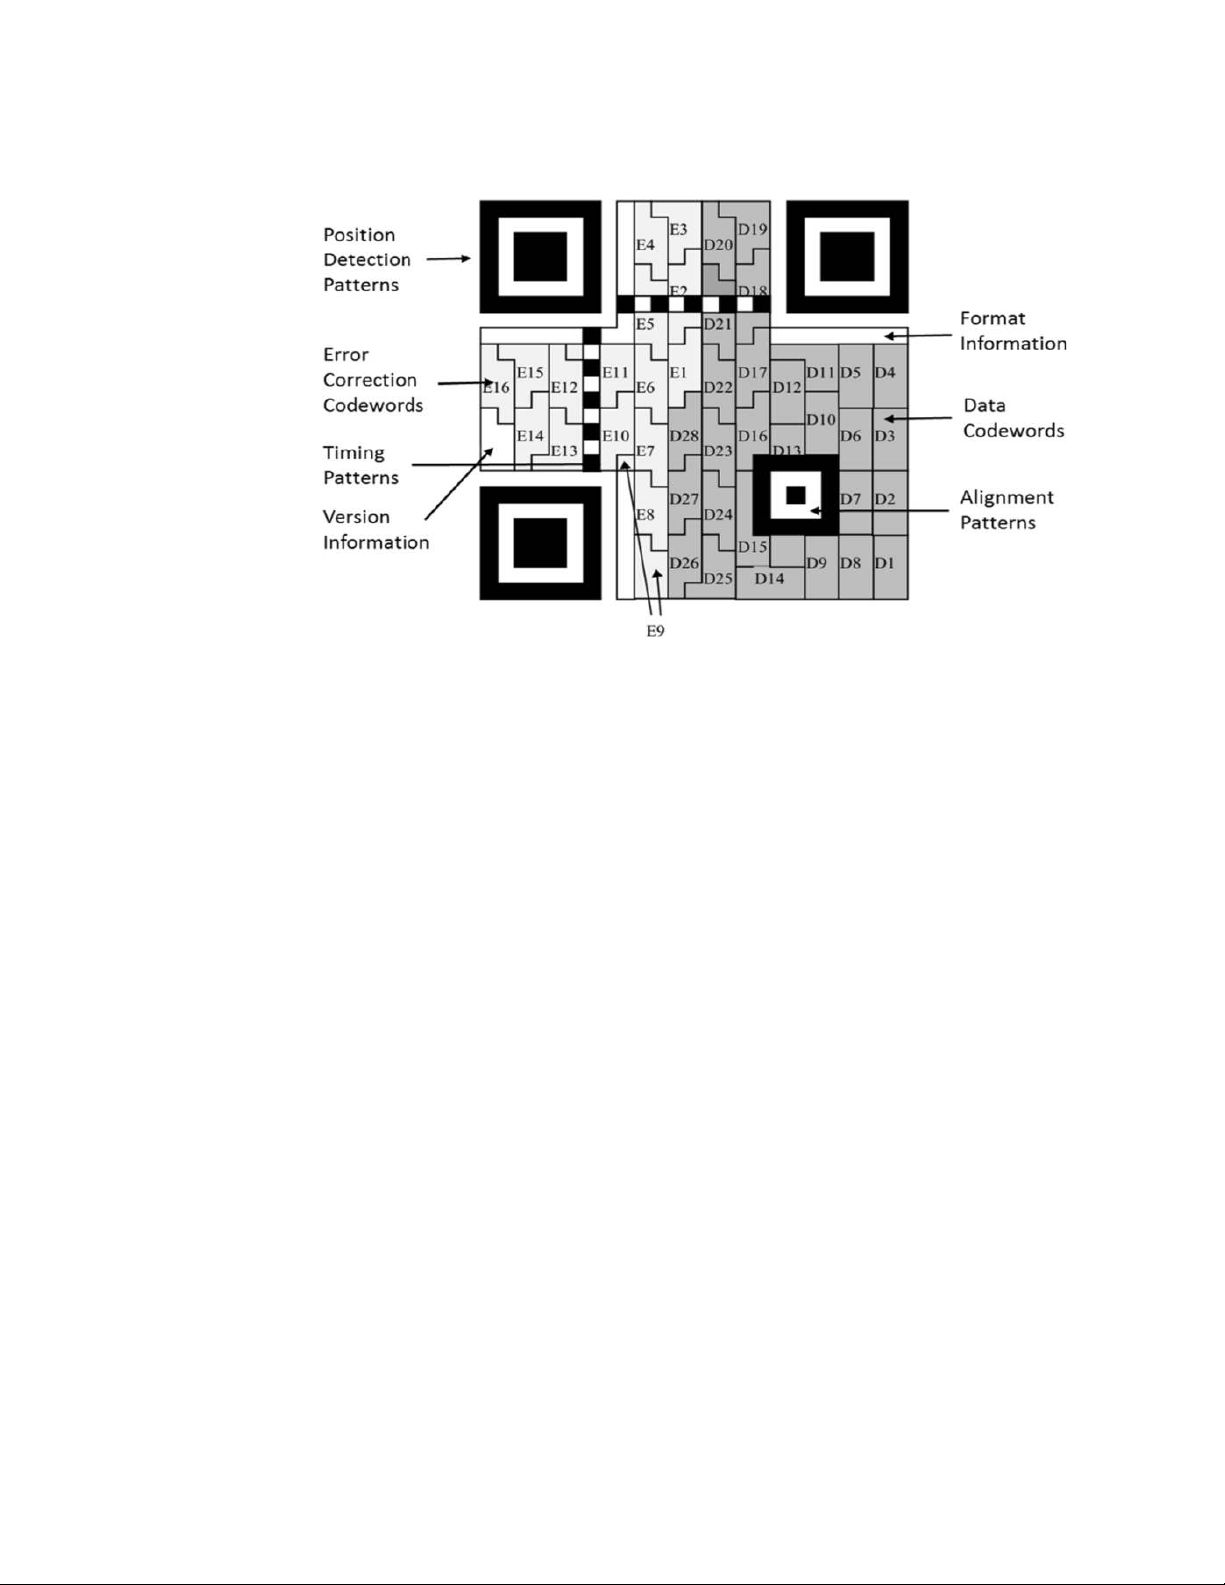 Position
Detection
Patterns
Error
Correction
Codewords
Timing
Patterns
Version
Information
E3
D19
E4
D20
E2
D18
E5
D21
E16
E15
E12
E11
E6
E1
D22
D17
D12
D11
D5
D4
D10
E14
E13
E10
E7
D28
D23
D16
D13
D6
D3
E8
D27
D24
D7
D2
D15
D26
D25
D14
D9
D8
D1
E9
Format
Information
Data
Codewords
Alignment
Patterns